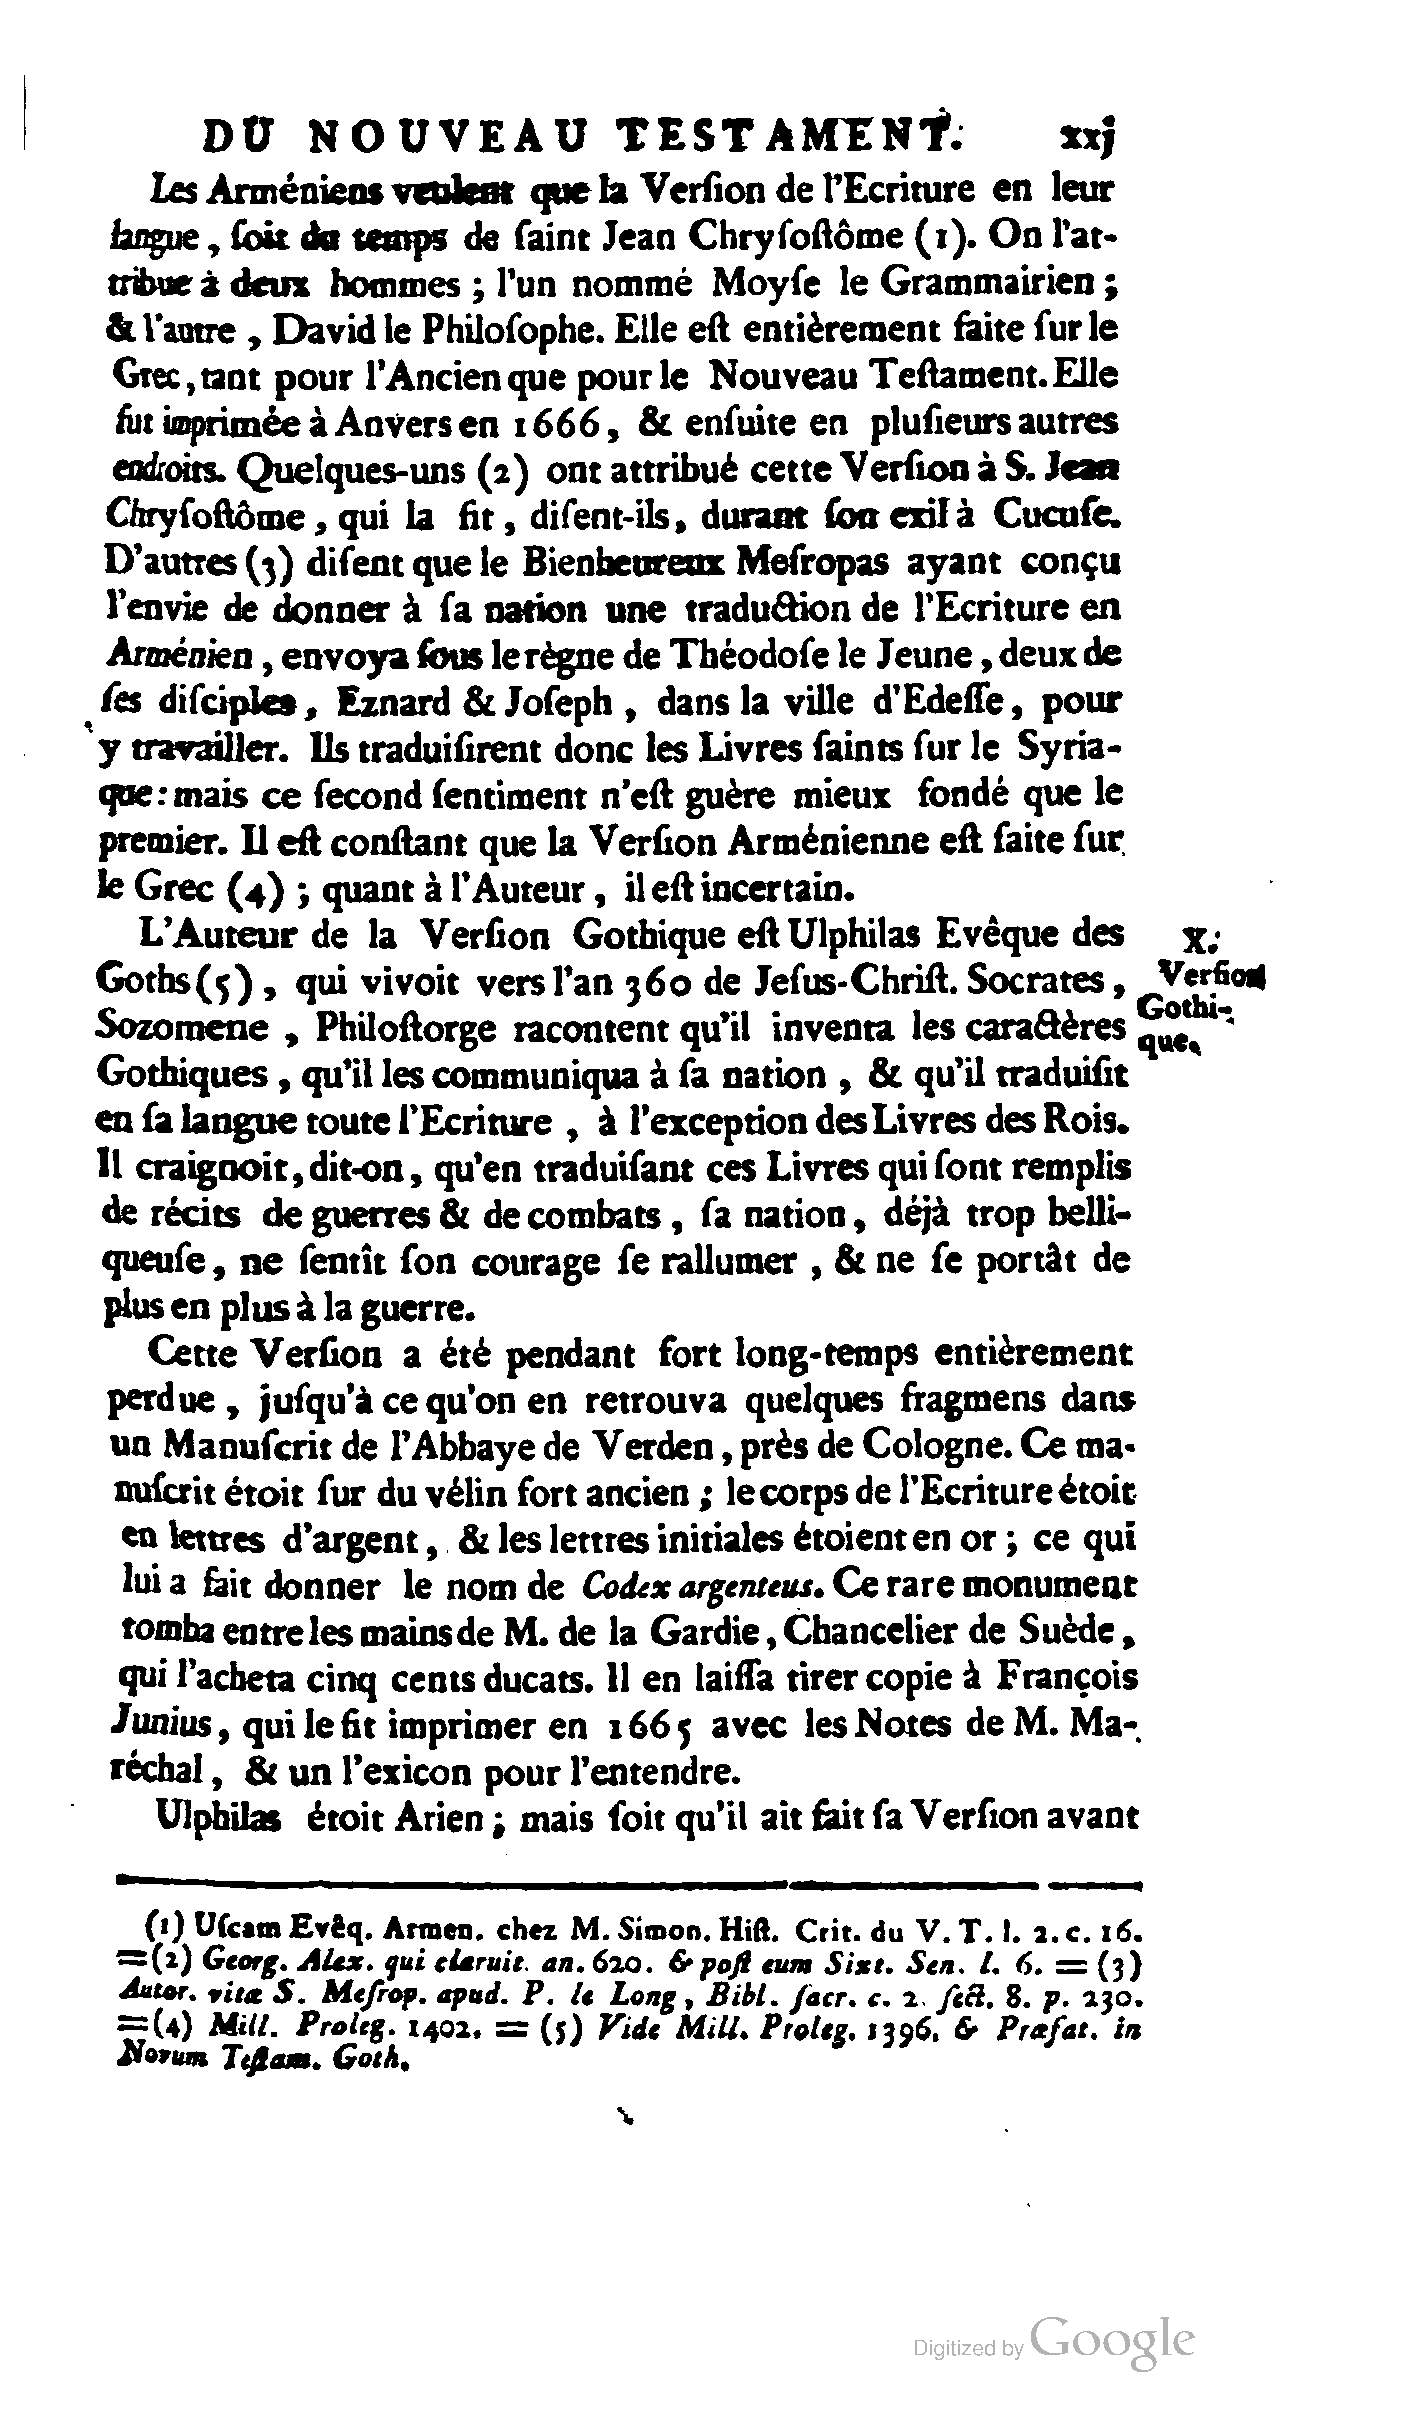 DU NOUVEAU TESTAMENT. xxj
Les Arméniens veulent que la Verſion de l'Ecriture en leur
langue, ſoit du temps de ſaint Jean Chryſoſtôme (1). On l'at-
tribue à deux hommes ; l'un nommé Moyſe le Grammairien ;
& l'autre, David le Philoſophe. Elle eſt entièrement faite ſur le
Grec, tant pour l'Ancien que pour le Nouveau Teſtament. Elle
fut imprimée à Anvers en 1666, & enſuite en pluſieurs autres
endroits. Quelques-uns (2) ont attribué cette Verſion à S. Jean
Chryſoſtôme, qui la fit, diſent-ils, durant ſon exil à Cucuſe.
D'autres (3) diſent que le Bienheureux Meſropas ayant conçu
l'envie de donner à ſa nation une traduction de l'Ecriture en
Arménien, envoya ſous le règne de Théodoſe le Jeune, deux de
ſes diſciples, Eznard & Joſeph, dans la ville d'Edeſſe, pour
y travailler. Ils traduiſirent donc les Livres ſaints ſur le Syria-
que : mais ce ſecond ſentiment n'eſt guère mieux fondé que le
premier. Il eſt conſtant que la Verſion Arménienne eſt faite ſur
le Grec (4) ; quant à l'Auteur, il eſt incertain.
L'Auteur de la Verſion Gothique eſt Ulphilas Evêque des
Goths (5), qui vivoit vers l'an 360 de Jeſus-Chriſt. Socrates,
Sozomene, Philoſtorge racontent qu'il inventa les caractères
Gothiques, qu'il les communiqua à ſa nation, & qu'il traduiſit
en ſa langue toute l'Ecriture, à l'exception des Livres des Rois.
Il craignoit, dit-on, qu'en traduiſant ces Livres qui ſont remplis
de récits de guerres & de combats, ſa nation, déjà trop belli-
queuſe, ne ſentît ſon courage ſe rallumer, & ne ſe portât de
plus en plus à la guerre.
X.
Verſion
Gothi-
que.
Cette Verſion a été pendant fort long-temps entièrement
perdue, juſqu'à ce qu'on en retrouva quelques fragmens dans
un Manuſcrit de l'Abbaye de Verden, près de Cologne. Ce ma-
nuſcrit étoit ſur du vélin fort ancien ; le corps de l'Ecriture étoit
en lettres d'argent, & les lettres initiales étoient en or ; ce qui
lui a fait donner le nom de Codex argenteus. Ce rare monument
tomba entre les mains de M. de la Gardie, Chancelier de Suède,
qui l'acheta cinq cents ducats. Il en laiſſa tirer copie à François
Junius, qui le fit imprimer en 1665 avec les Notes de M. Ma-
réchal, & un l'exicon pour l'entendre.
Ulphilas étoit Arien ; mais ſoit qu'il ait fait ſa Verſion avant
(1) Uſcam Evêq. Armen. chez M. Simon. Hiſt. Crit. du V. T. l. 2. c. 16.
=(2) Georg. Alex. qui claruit. an. 620. & poſt eum Sixt. Sen. l. 6. = (3)
Autor. vitæ S. Meſrop. apud. P. le Long, Bibl. ſacr. c. 2. ſect. 8. p. 230.
=(4) Mill. Proleg. 1402. = (5) Vide Mill. Proleg. 1396. & Præfat. in
Novum Teſtam. Goth.
Digitized by Google